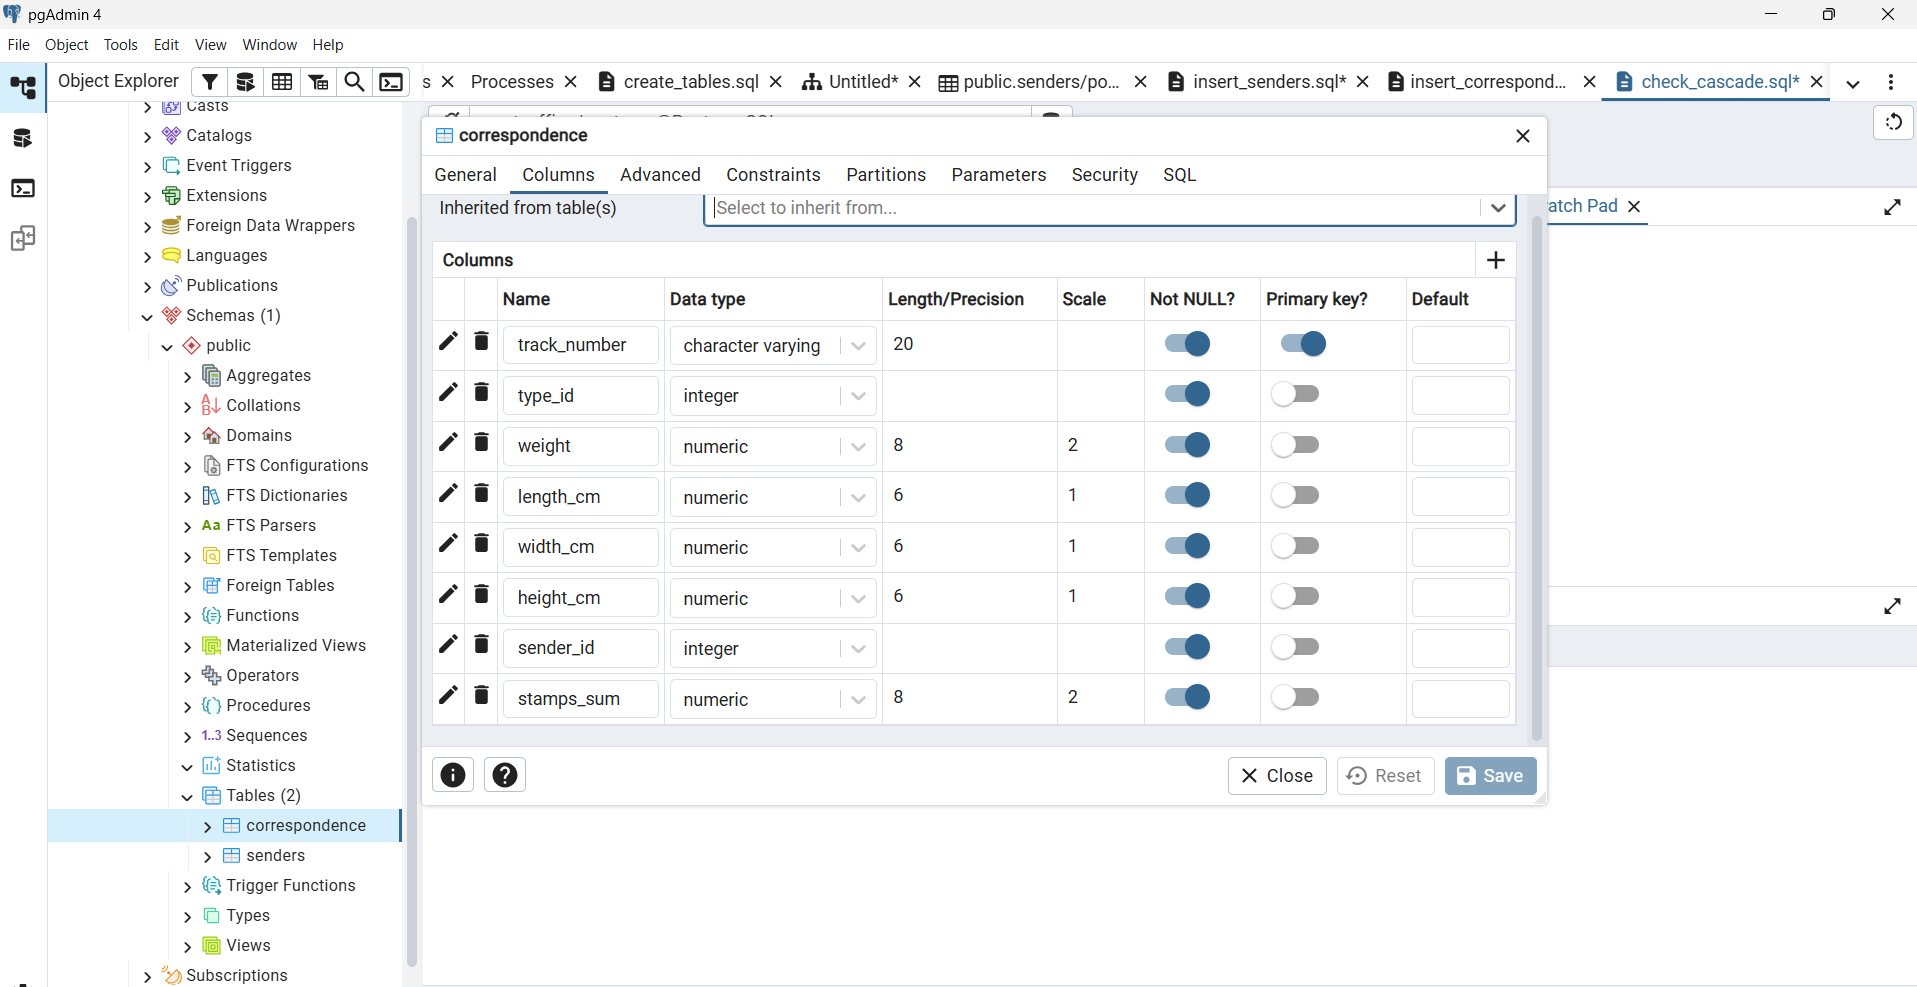 pgAdmin 4
File Object Tools Edit View Window Help
Object Explorer
s Processes create_tables.sql Untitled* public.senders/po... insert_senders.sql* insert_correspond... check_cascade.sql*
Casts
Catalogs
Event Triggers
Extensions
Foreign Data Wrappers
Languages
Publications
Schemas (1)
public
Aggregates
Collations
Domains
FTS Configurations
FTS Dictionaries
Aa FTS Parsers
FTS Templates
Foreign Tables
Functions
Materialized Views
Operators
Procedures
1..3 Sequences
Statistics
Tables (2)
correspondence
senders
Trigger Functions
Types
Views
Subscriptions
correspondence
General Columns Advanced Constraints Partitions Parameters Security SQL
Inherited from table(s) Select to inherit from...
Columns
Name Data type Length/Precision Scale Not NULL? Primary key? Default
track_number character varying 20
type_id integer
weight numeric 8 2
length_cm numeric 6 1
width_cm numeric 6 1
height_cm numeric 6 1
sender_id integer
stamps_sum numeric 8 2
Close Reset Save
atch Pad